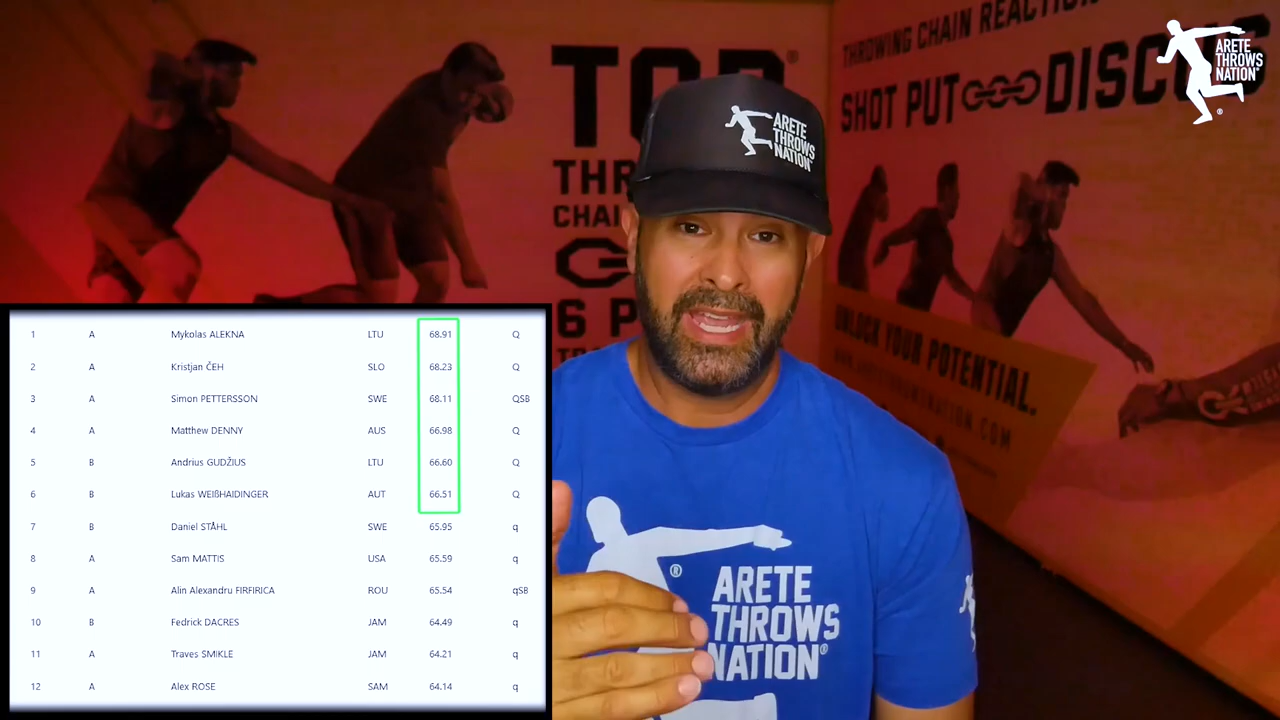 TOP
®
THR
CHAI
6 P
THROWING CHAIN REACTION
SHOT PUT DISCUS
UNLOCK YOUR POTENTIAL.
ARETE
THROWS
NATION
®
ARETE
THROWS
NATION
1 A Mykolas ALEKNA LTU 68.91 Q
2 A Kristjan ČEH SLO 68.23 Q
3 A Simon PETTERSSON SWE 68.11 QSB
4 A Matthew DENNY AUS 66.98 Q
5 B Andrius GUDŽIUS LTU 66.60 Q
6 B Lukas WEIßHAIDINGER AUT 66.51 Q
7 B Daniel STÅHL SWE 65.95 q
8 A Sam MATTIS USA 65.59 q
9 A Alin Alexandru FIRFIRICA ROU 65.54 qSB
10 B Fedrick DACRES JAM 64.49 q
11 A Traves SMIKLE JAM 64.21 q
12 A Alex ROSE SAM 64.14 q
®
ARETE
THROWS
NATION®